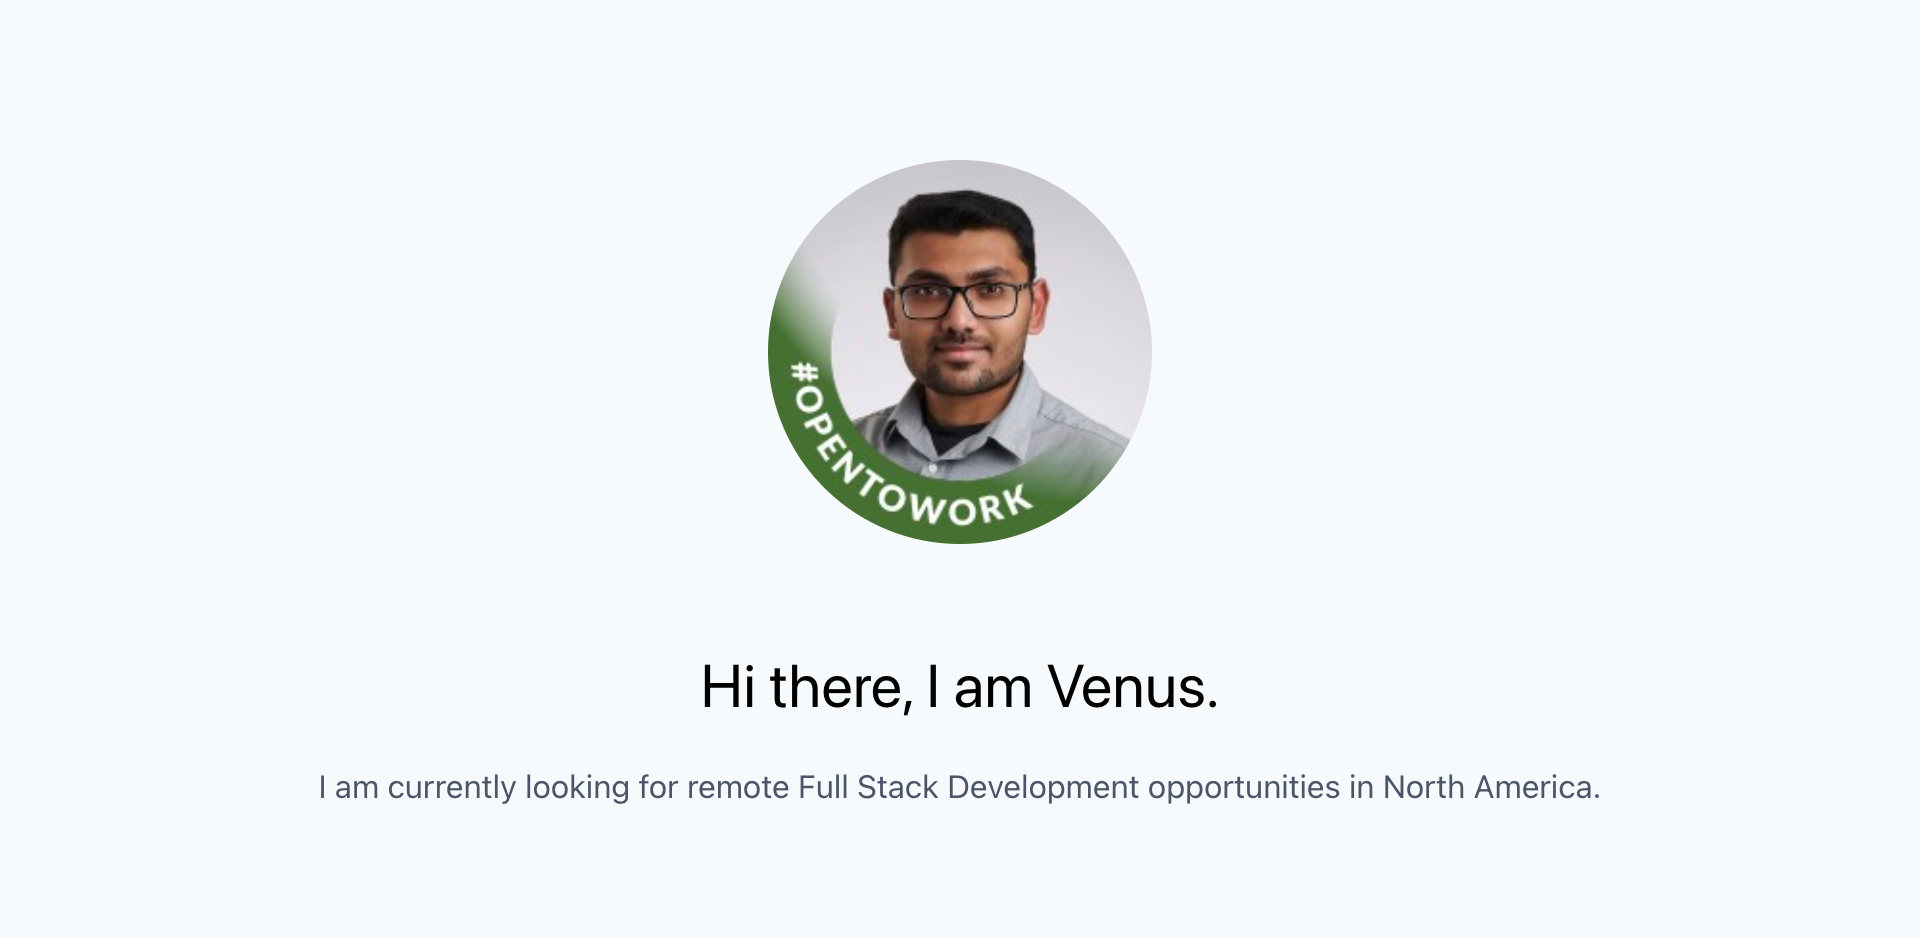 #OPENTOWORK
Hi there, I am Venus.
I am currently looking for remote Full Stack Development opportunities in North America.